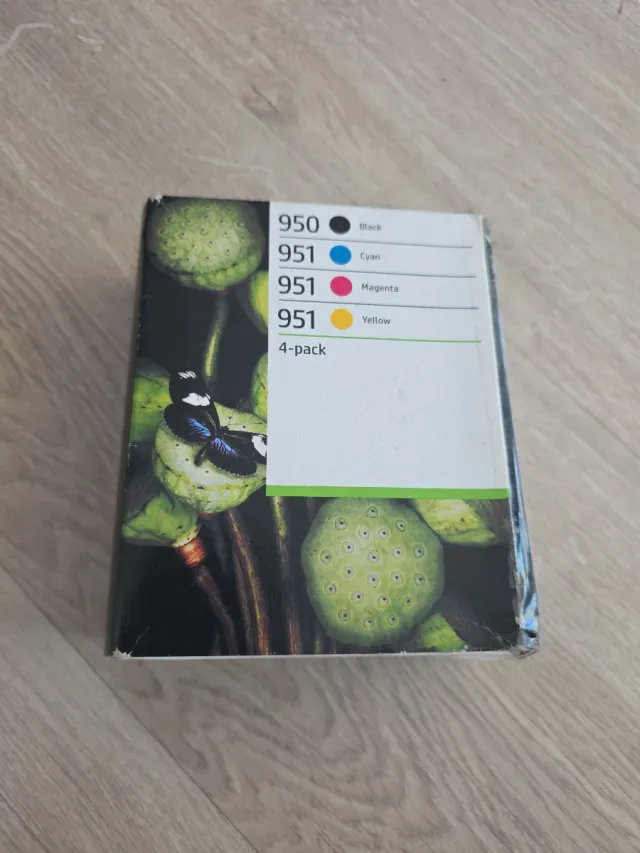 950 Black
951 Cyan
951 Magenta
951 Yellow
4-pack